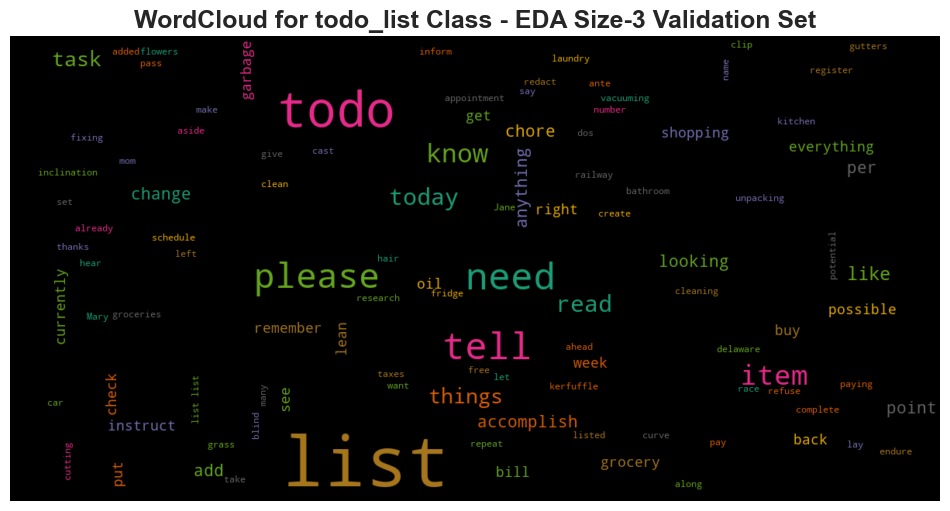 WordCloud for todo_list Class - EDA Size-3 Validation Set
added flowers
inform
clip
gutters
task
pass
garbage
laundry
name
register
redact
ante
say
appointment
vacuuming
number
make
todo
get
kitchen
aside
chore
dos
shopping
fixing
know
everything
give
cast
mom
anything
per
inclination
railway
clean
bathroom
change
today
unpacking
set
Jane
right
create
already
schedule
thanks
left
potential
hear
hair
looking
please
need
like
currently
oil
fridge
research
cleaning
read
possible
Mary
groceries
remember
lean
buy
tell
ahead
delaware
week
free
taxes
let
item
want
kerfuffle
race
refuse
paying
check
list list
see
many
things
car
complete
point
blind
accomplish
instruct
listed
curve
pay
back
lay
grass
repeat
endure
cutting
put
add
take
list
bill
grocery
along